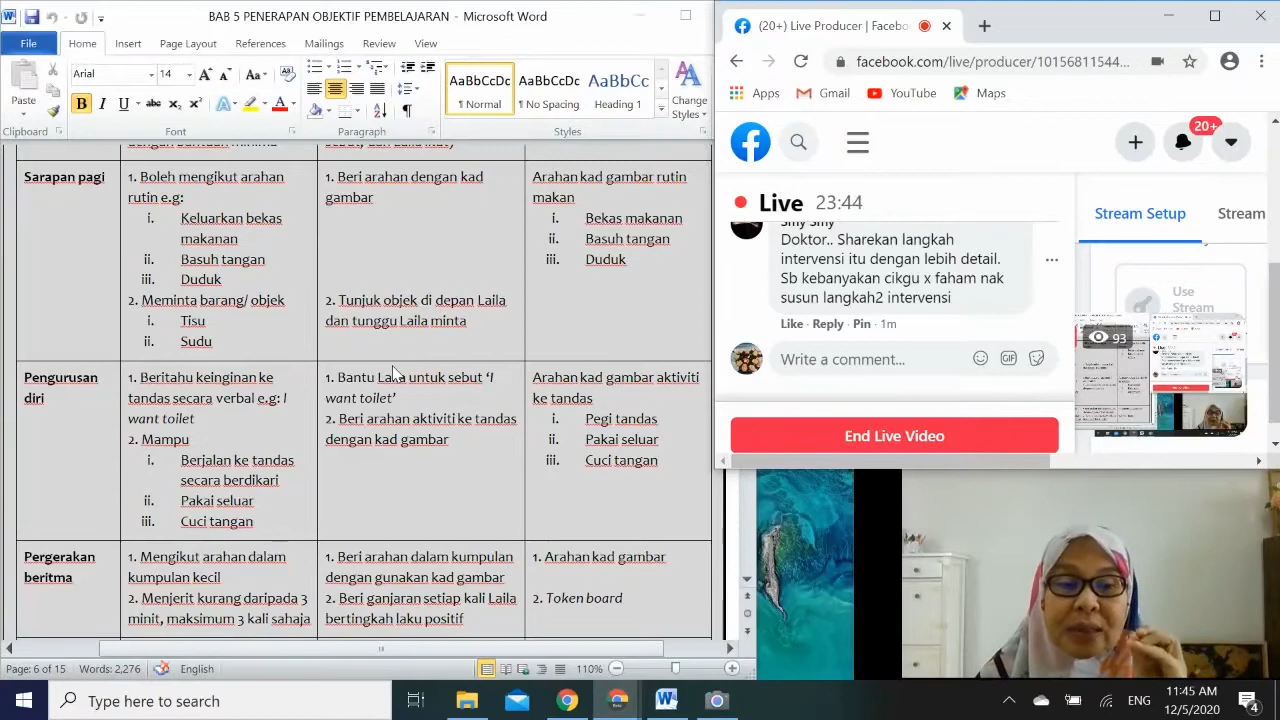 BAB 5 PENERAPAN OBJEKTIF PEMBELAJARAN - Microsoft Word
File Home Insert Page Layout References Mailings Review View
Arial 14
Paste
B I U abc x₂ x²
AaBbCcDc AaBbCcDc AaBbCc
¶ Normal ¶ No Spacing Heading 1
Change
Styles
Clipboard Font Paragraph Styles
Sarapan pagi
1. Boleh mengikut arahan
rutin e.g:
i. Keluarkan bekas
makanan
ii. Basuh tangan
iii. Duduk
2. Meminta barang/ objek
i. Tisu
ii. Sudu
1. Beri arahan dengan kad
gambar
2. Tunjuk objek di depan Laila
dan tunggu Laila minta
Arahan kad gambar rutin
makan
i. Bekas makanan
ii. Basuh tangan
iii. Duduk
Pengurusan
diri
1. Beritahu keinginan ke
tandas secara verbal e.g: I
want toilet
2. Mampu
i. Berjalan ke tandas
secara berdikari
ii. Pakai seluar
iii. Cuci tangan
1. Bantu Laila untuk sebut 'I
want toilet'
2. Beri arahan aktiviti ke tandas
dengan kad gambar
Arahan kad gambar aktiviti
ke tandas
i. Pegi tandas
ii. Pakai seluar
iii. Cuci tangan
Pergerakan
beritma
1. Mengikut arahan dalam
kumpulan kecil
2. Menjerit kurang daripada 3
minit, maksimum 3 kali sahaja
1. Beri arahan dalam kumpulan
dengan gunakan kad gambar
2. Beri ganjaran setiap kali Laila
bertingkah laku positif
1. Arahan kad gambar
2. Token board
Page: 6 of 15 Words: 2,276 English 110%
(20+) Live Producer | Facebo
facebook.com/live/producer/10156811544...
Apps Gmail YouTube Maps
20+
Live 23:44
Stream Setup Stream
Smy Smy
Doktor.. Sharekan langkah
intervensi itu dengan lebih detail.
Sb kebanyakan cikgu x faham nak
susun langkah2 intervensi
Like · Reply · Pin · 1m
Write a comment...
GIF
End Live Video
Use
Stream
93
Type here to search
ENG
11:45 AM
12/5/2020
4